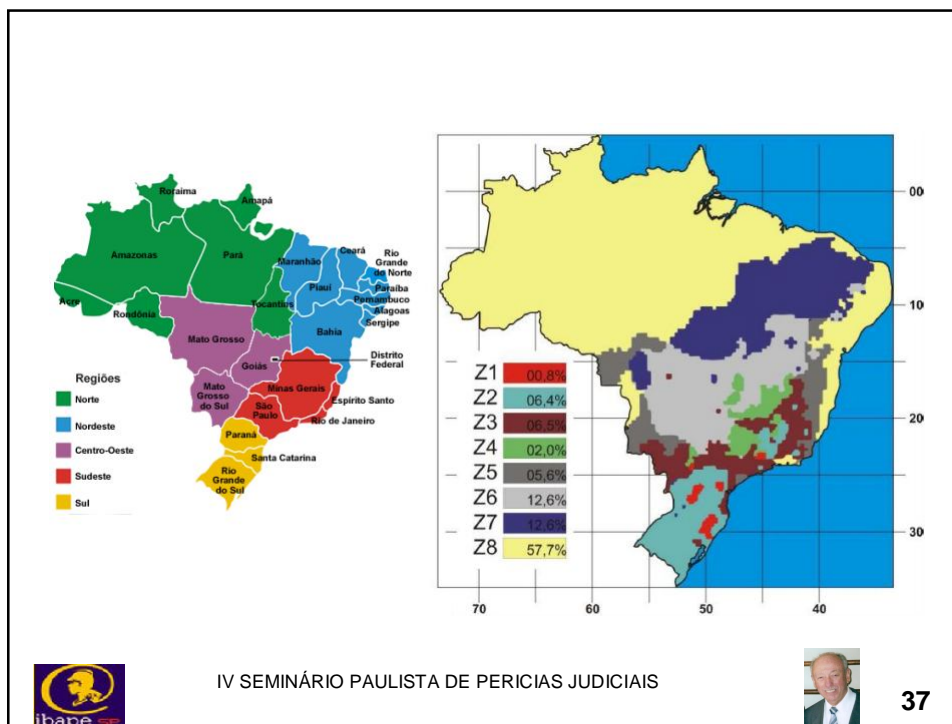 Roraima
Amapá
Amazonas
Pará
Acre
Rondônia
Tocantins
Maranhão
Piauí
Ceará
Rio
Grande
do Norte
Paraíba
Pernambuco
Alagoas
Sergipe
Bahia
Mato Grosso
Goiás
Distrito
Federal
Mato
Grosso
do Sul
Minas Gerais
Espírito Santo
São
Paulo
Rio de Janeiro
Paraná
Santa Catarina
Rio
Grande
do Sul
Regiões
Norte
Nordeste
Centro-Oeste
Sudeste
Sul
00
10
20
30
Z1 00,8%
Z2 06,4%
Z3 06,5%
Z4 02,0%
Z5 05,6%
Z6 12,6%
Z7 12,6%
Z8 57,7%
70 60 50 40
ibape SP
IV SEMINÁRIO PAULISTA DE PERICIAS JUDICIAIS
37